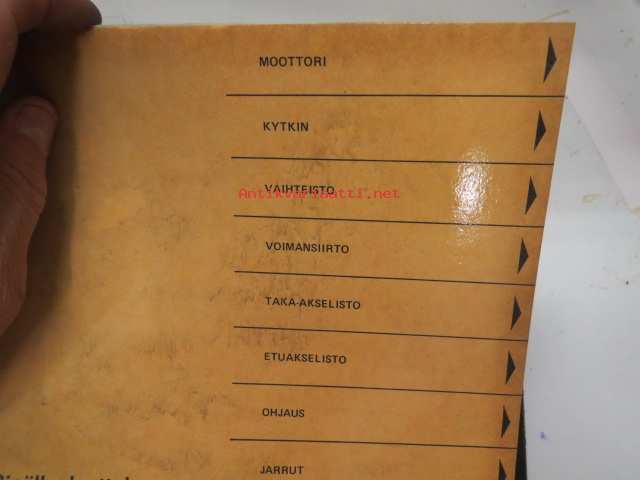 MOOTTORI
KYTKIN
VAIHTEISTO
Antikvariaatti.net
VOIMANSIIRTO
TAKA-AKSELISTO
ETUAKSELISTO
OHJAUS
JARRUT